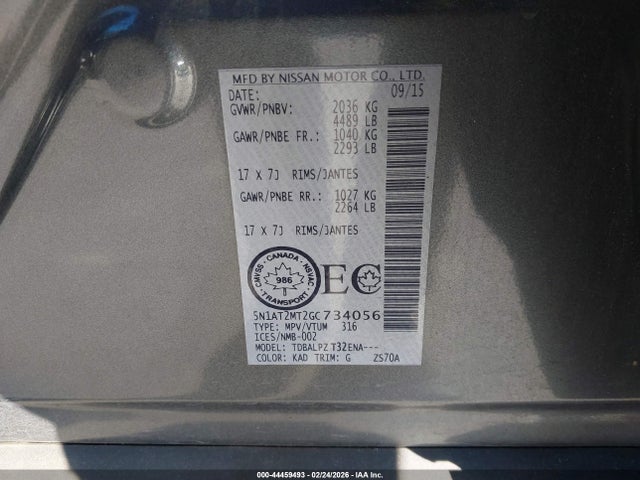 MFD BY NISSAN MOTOR CO., LTD.
DATE: 09/15
GVWR/PNBV: 2036 KG
4489 LB
GAWR/PNBE FR.: 1040 KG
2293 LB
17 X 7J RIMS/JANTES
GAWR/PNBE RR.: 1027 KG
2264 LB
17 X 7J RIMS/JANTES
CANADA
CMVSS 986 NSVAC
TRANSPORT
EC
5N1AT2MT2GC734056
TYPE: MPV/VTUM 316
ICES/NMB-002
MODEL: TDBALPZ T32ENA---
COLOR: KAD TRIM: G ZS70A
000-44459493 - 02/24/2026 - IAA Inc.